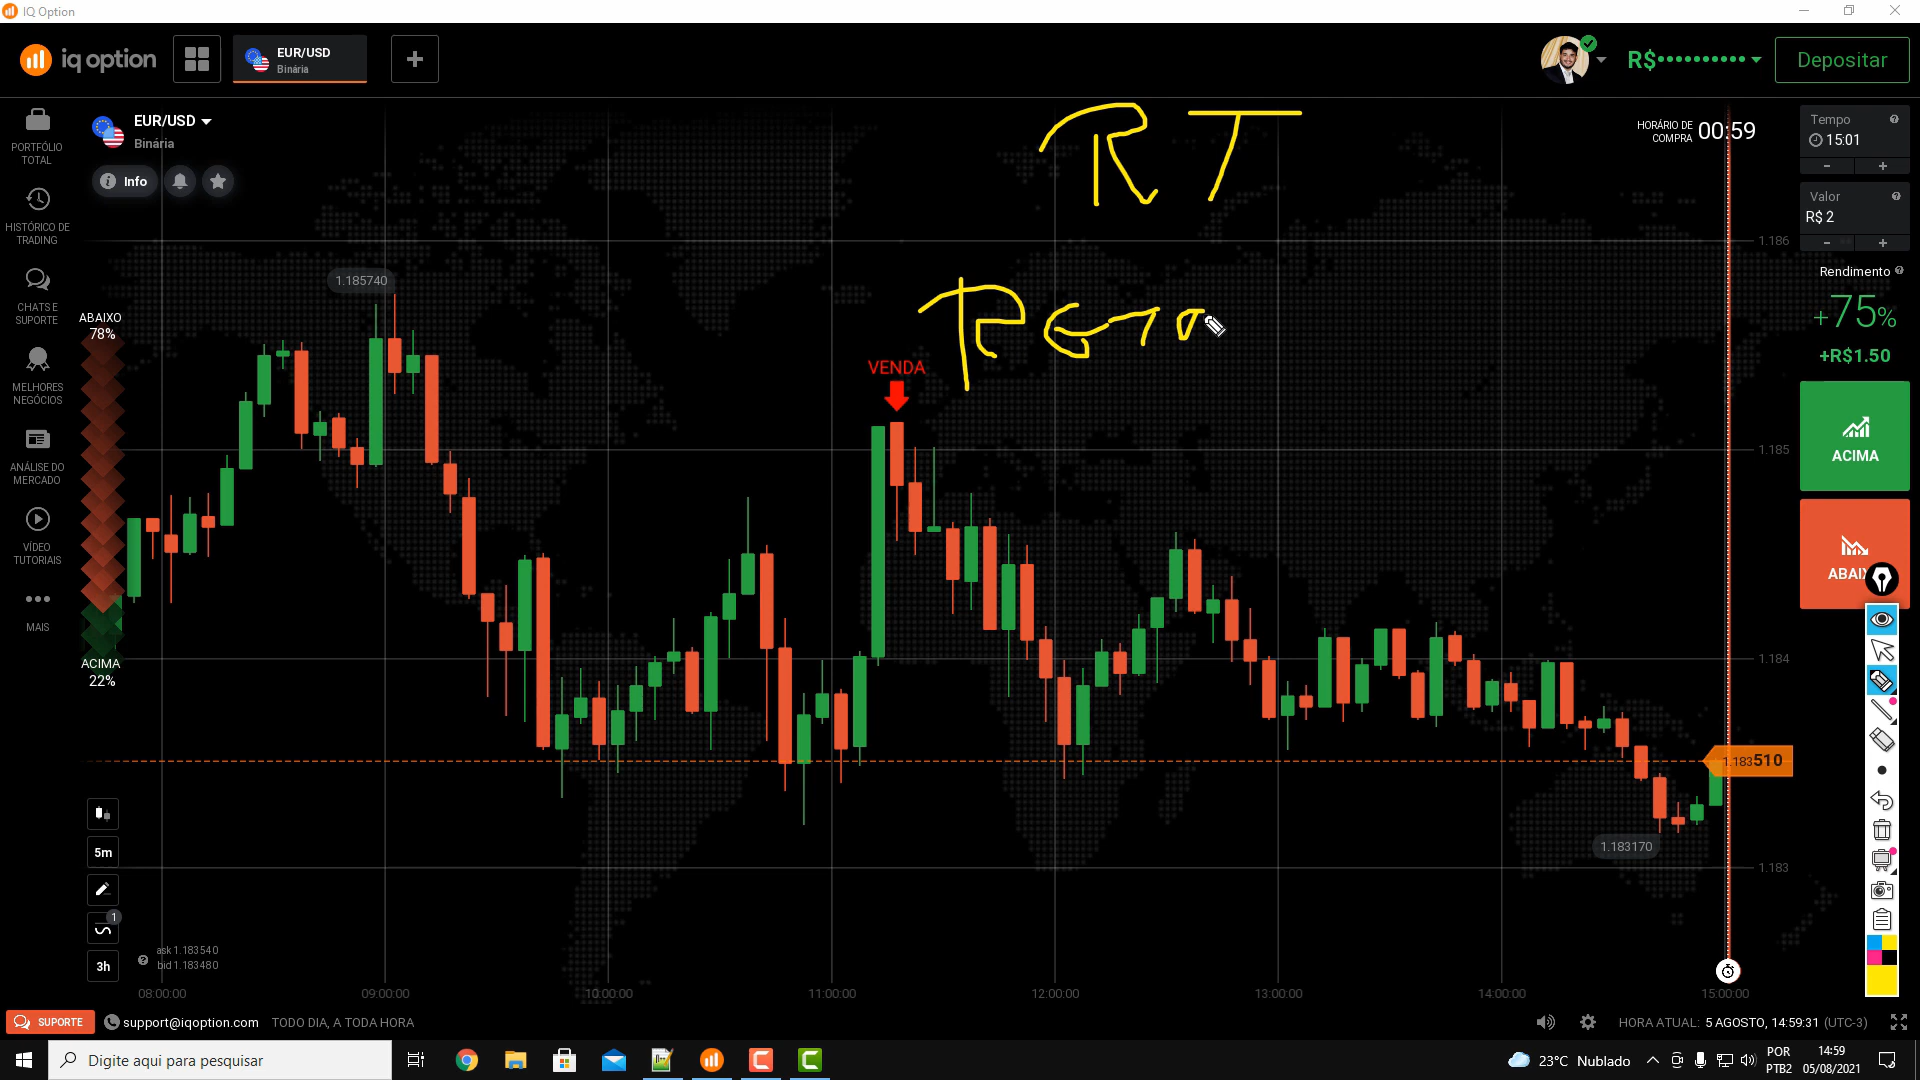 IQ Option
iq option
EUR/USD
Binária
R$••••••••••
Depositar
EUR/USD
Binária
Info
PORTFÓLIO
TOTAL
HISTÓRICO DE
TRADING
CHATS E
SUPORTE
MELHORES
NEGÓCIOS
ANÁLISE DO
MERCADO
VÍDEO
TUTORIAIS
MAIS
ABAIXO
78%
ACIMA
22%
1.185740
RT
VENDA
HORÁRIO DE
COMPRA
00:59
1.186
1.185
1.184
1.183510
1.183
1.183170
Tempo
15:01
- +
Valor
R$ 2
- +
Rendimento
+75%
+R$1.50
ACIMA
5m
1
3h
ask 1.183540
bid 1.183480
08:00:00 09:00:00 10:00:00 11:00:00 12:00:00 13:00:00 14:00:00 15:00:00
SUPORTE support@iqoption.com TODO DIA, A TODA HORA
HORA ATUAL: 5 AGOSTO, 14:59:31 (UTC-3)
Digite aqui para pesquisar
23°C Nublado
POR
PTB2
14:59
05/08/2021